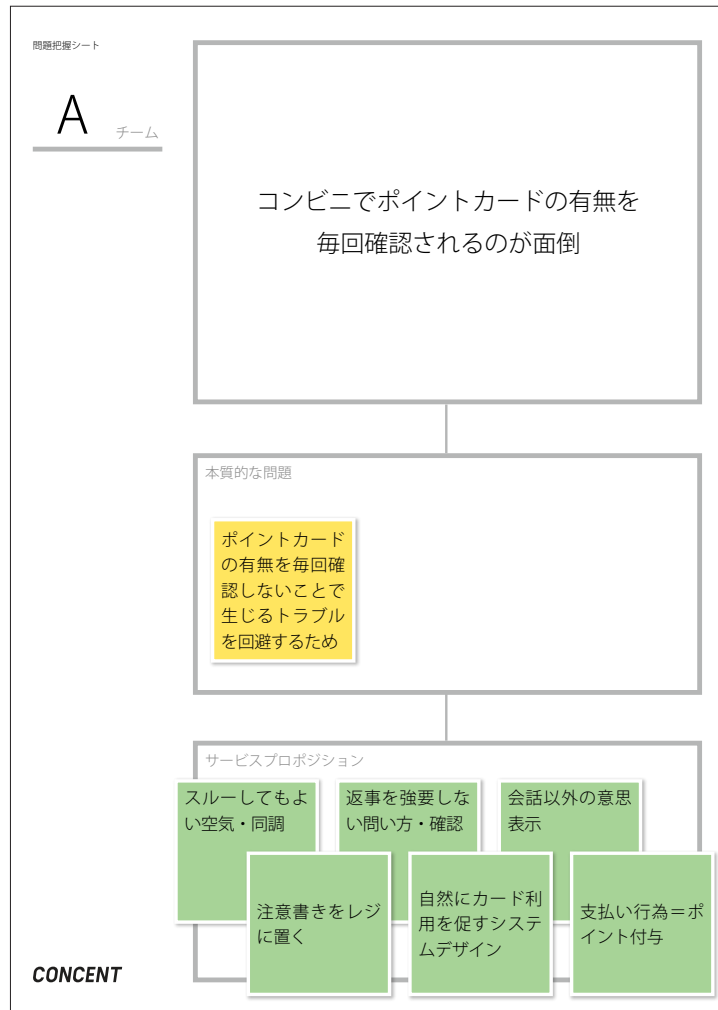 問題把握シート
A チーム
コンビニでポイントカードの有無を
毎回確認されるのが面倒
本質的な問題
ポイントカード
の有無を毎回確
認しないことで
生じるトラブル
を回避するため
サービスプロポジション
スルーしてもよ
い空気・同調
返事を強要しな
い問い方・確認
会話以外の意思
表示
注意書きをレジ
に置く
自然にカード利
用を促すシステ
ムデザイン
支払い行為＝ポ
イント付与
CONCENT